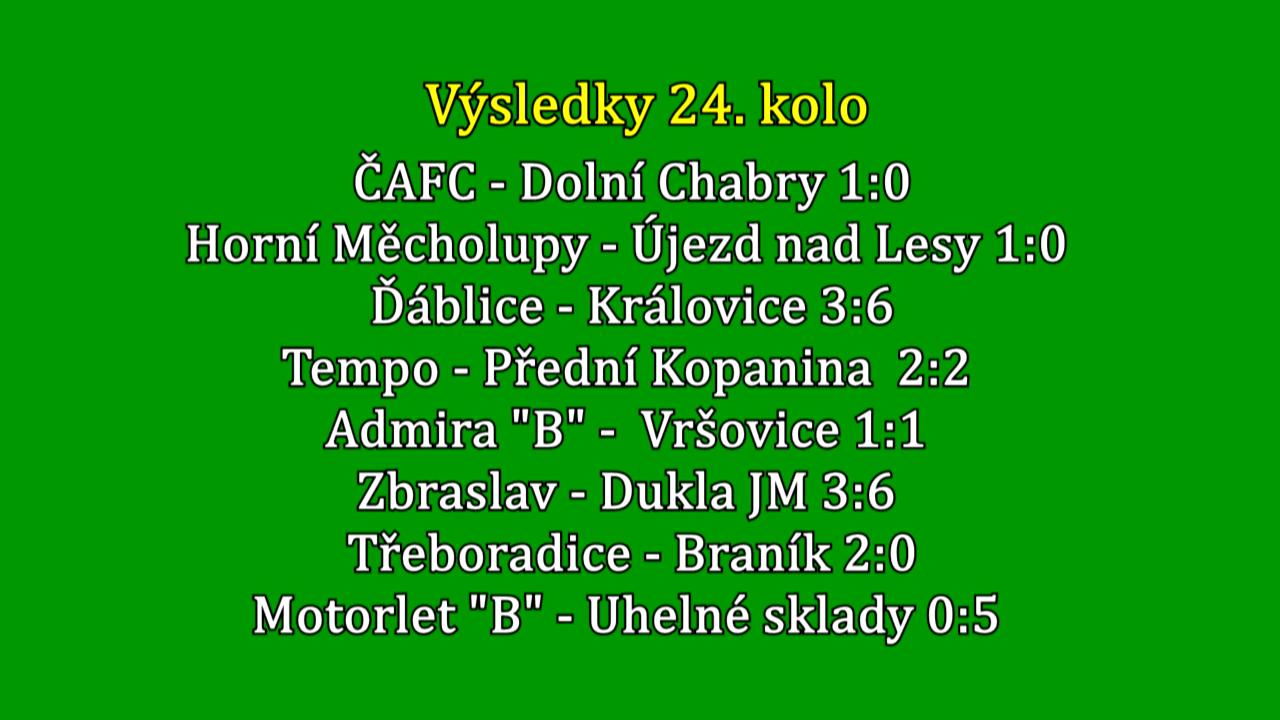 Výsledky 24. kolo
ČAFC - Dolní Chabry 1:0
Horní Měcholupy - Újezd nad Lesy 1:0
Ďáblice - Královice 3:6
Tempo - Přední Kopanina  2:2
Admira "B" -  Vršovice 1:1
Zbraslav - Dukla JM 3:6
Třeboradice - Braník 2:0
Motorlet "B" - Uhelné sklady 0:5